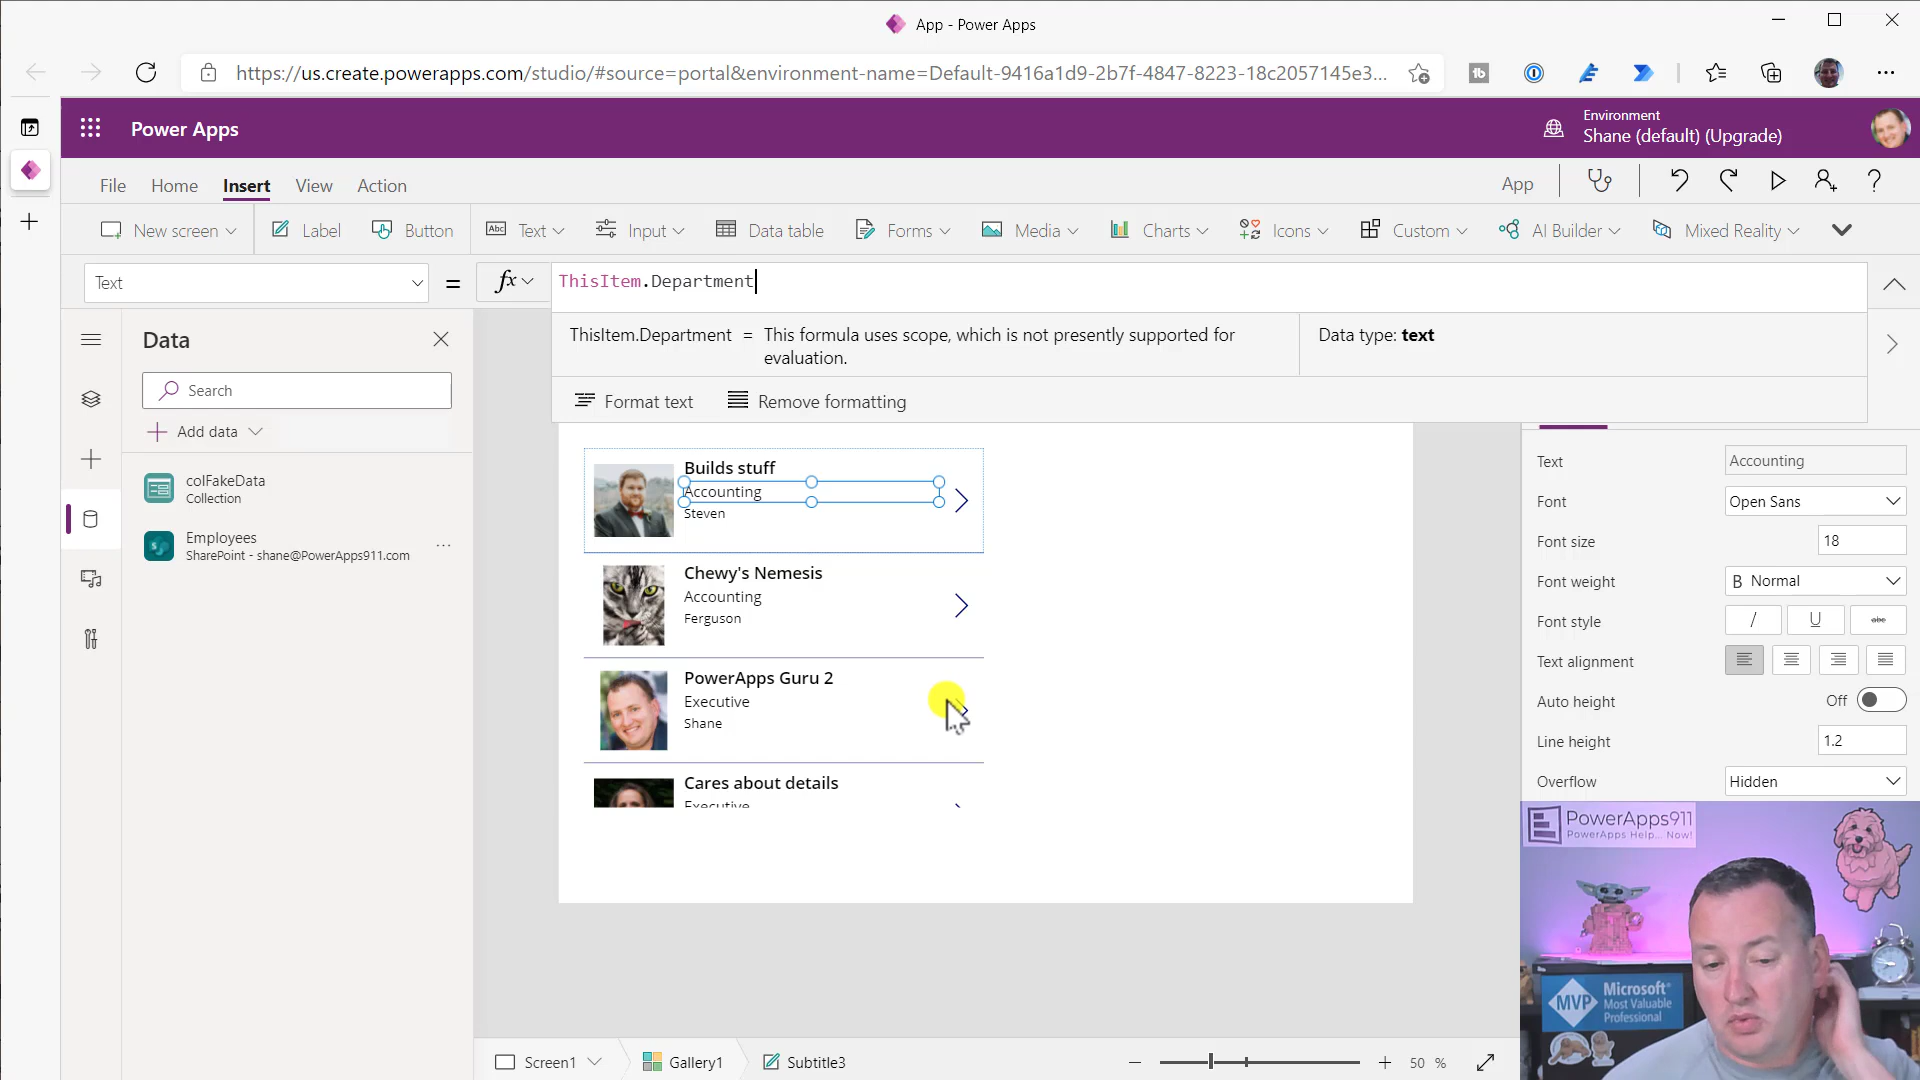 App - Power Apps
https://us.create.powerapps.com/studio/#source=portal&environment-name=Default-9416a1d9-2b7f-4847-8223-18c2057145e3...
Power Apps
Environment
Shane (default) (Upgrade)
File Home Insert View Action
App
New screen Label Button Text Input Data table Forms Media Charts Icons Custom AI Builder Mixed Reality
Text = fx ThisItem.Department
ThisItem.Department = This formula uses scope, which is not presently supported for
evaluation.
Data type: text
Format text Remove formatting
Data
Search
Add data
colFakeData
Collection
Employees
SharePoint - shane@PowerApps911.com
Builds stuff
Accounting
Steven
Chewy's Nemesis
Accounting
Ferguson
PowerApps Guru 2
Executive
Shane
Cares about details
Executive
Text Accounting
Font Open Sans
Font size 18
Font weight B Normal
Font style / U abc
Text alignment
Auto height Off
Line height 1.2
Overflow Hidden
PowerApps911
PowerApps Help... Now!
MVP
Microsoft
Most Valuable
Professional
Screen1 Gallery1 Subtitle3
50 %